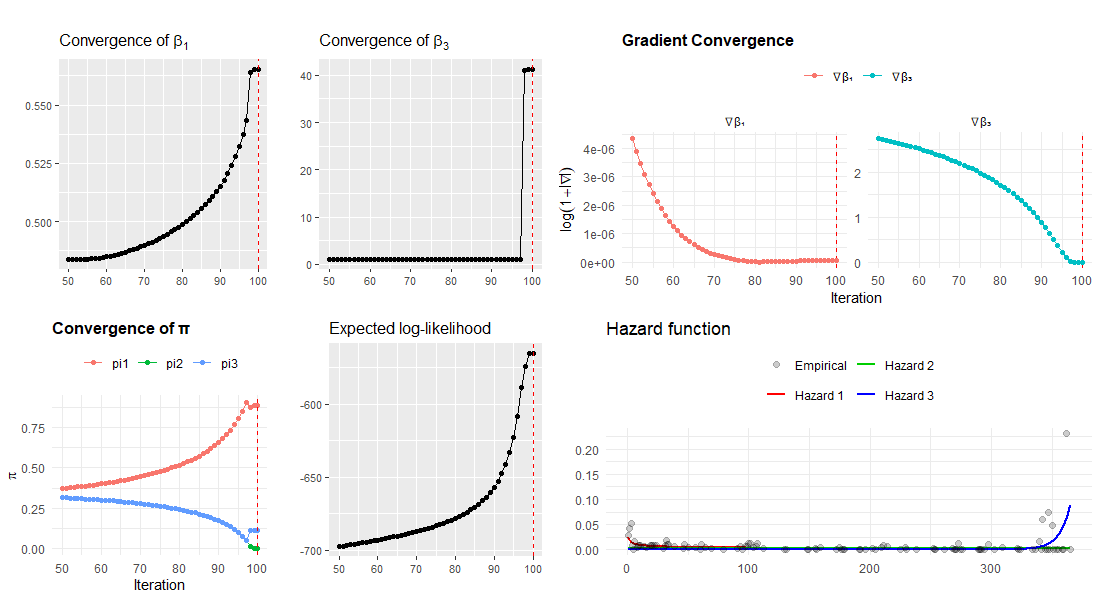 Convergence of β₁
0.550
0.525
0.500
50 60 70 80 90 100
Convergence of β₃
40
30
20
10
0
50 60 70 80 90 100
Gradient Convergence
∇β₁ ∇β₃
∇β₁ ∇β₃
log(1+|∇|)
4e-06
3e-06
2e-06
1e-06
0e+00
50 60 70 80 90 100
2
1
0
50 60 70 80 90 100
Iteration
Convergence of π
pi1 pi2 pi3
π
0.75
0.50
0.25
0.00
50 60 70 80 90 100
Iteration
Expected log-likelihood
-600
-650
-700
50 60 70 80 90 100
Hazard function
Empirical Hazard 2
Hazard 1 Hazard 3
0.20
0.15
0.10
0.05
0.00
0 100 200 300